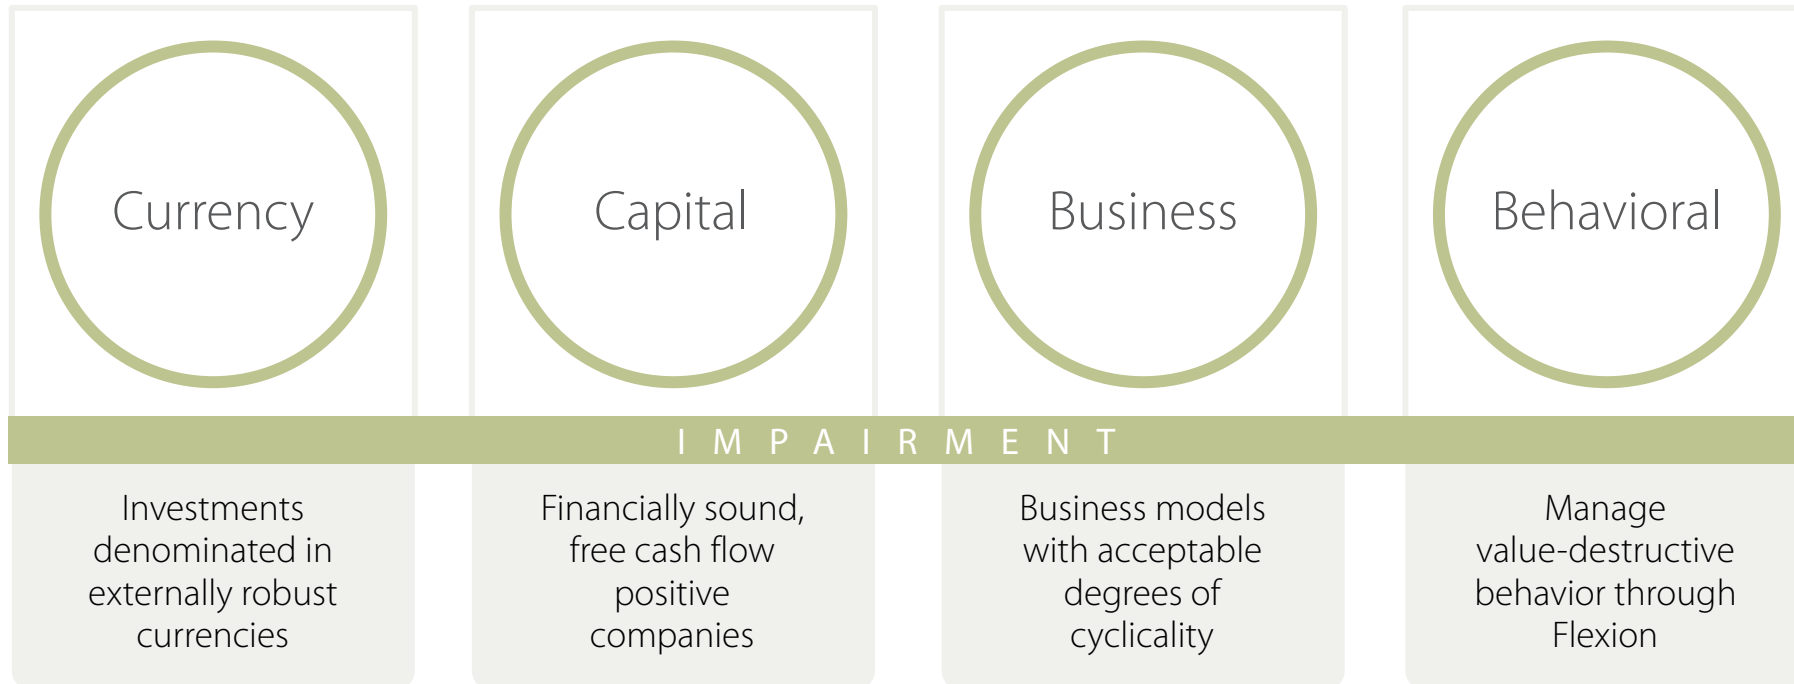 Currency
Capital
Business
Behavioral
IMPAIRMENT
Investments
denominated in
externally robust
currencies
Financially sound,
free cash flow
positive
companies
Business models
with acceptable
degrees of
cyclicality
Manage
value-destructive
behavior through
Flexion